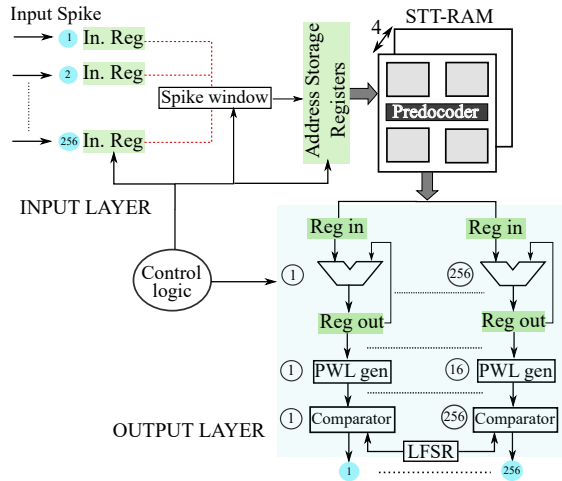 Input Spike
1 In. Reg
2 In. Reg
256 In. Reg
Spike window
Address Storage
Registers
4
STT-RAM
Predocoder
INPUT LAYER
Control
logic
Reg in
Reg in
1
256
Reg out
Reg out
1
PWL gen
16
PWL gen
1
Comparator
256
Comparator
OUTPUT LAYER
LFSR
1
256